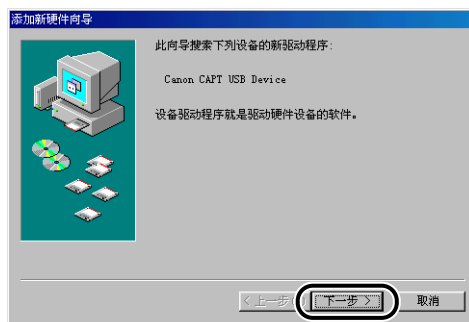 添加新硬件向导
此向导搜索下列设备的新驱动程序:
Canon CAPT USB Device
设备驱动程序就是驱动硬件设备的软件。
< 上一步
下一步 >
取消